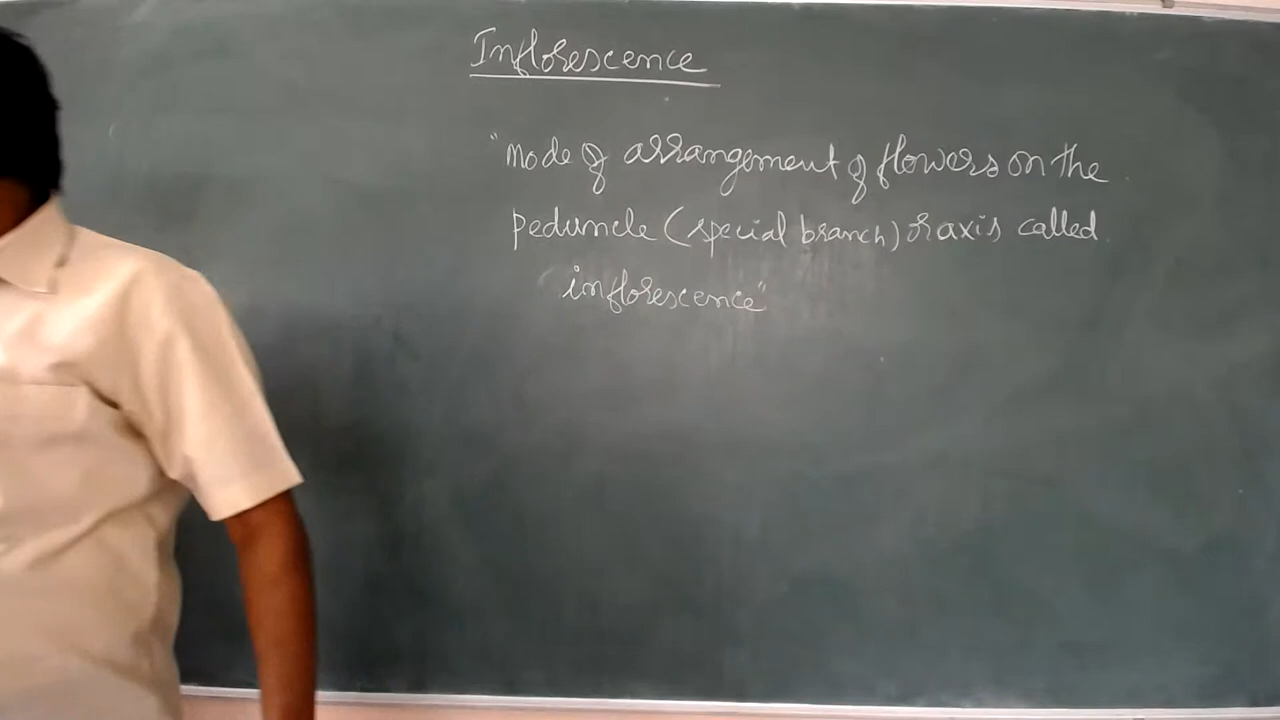 Inflorescence
"Mode of arrangement of flowers on the
peduncle (special branch) or axis called
inflorescence"